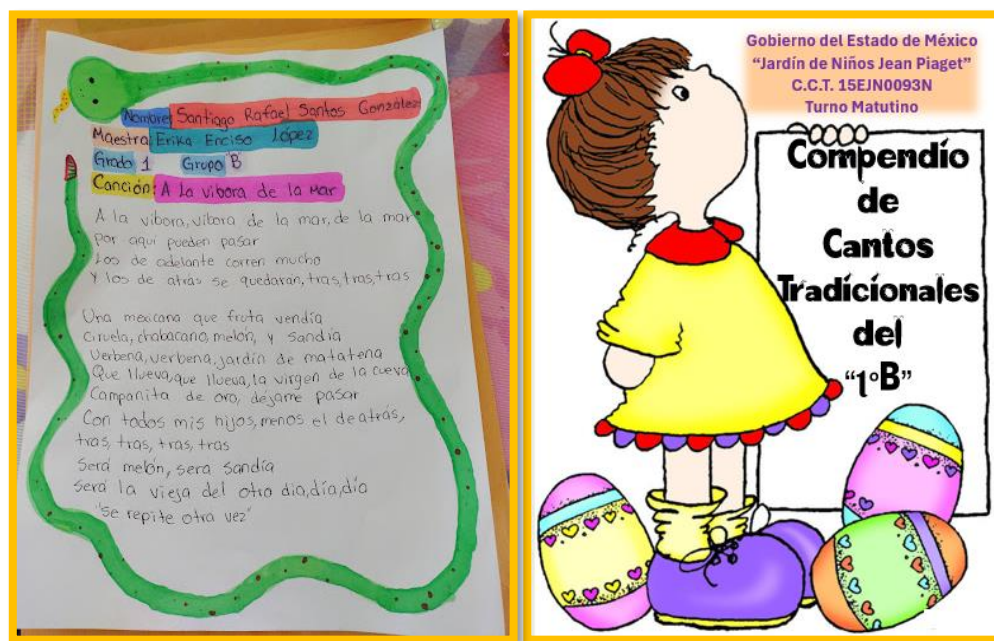 Nombre: Santiago Rafael Santos González
Maestra: Erika Enciso López
Grado 1 Grupo B
Canción: A la vibora de la Mar
A la víbora, víbora de la mar, de la mar
por aquí pueden pasar
Los de adelante corren mucho
Y los de atrás se quedarán, tras, tras, tras
Una mexicana que fruta vendía
Ciruela, chabacano, melón, y sandía
Verbena, verbena, jardín de matatena
Que llueva, que llueva, la virgen de la cueva
Campanita de oro, déjame pasar
Con todos mis hijos, menos el de atrás,
tras, tras, tras, tras
Será melón, sera sandía
será la vieja del otro dia, día, día
"se repite otra vez"
Gobierno del Estado de México
"Jardín de Niños Jean Piaget"
C.C.T. 15EJN0093N
Turno Matutino
Compendio
de
Cantos
Tradicionales
del
"1°B"